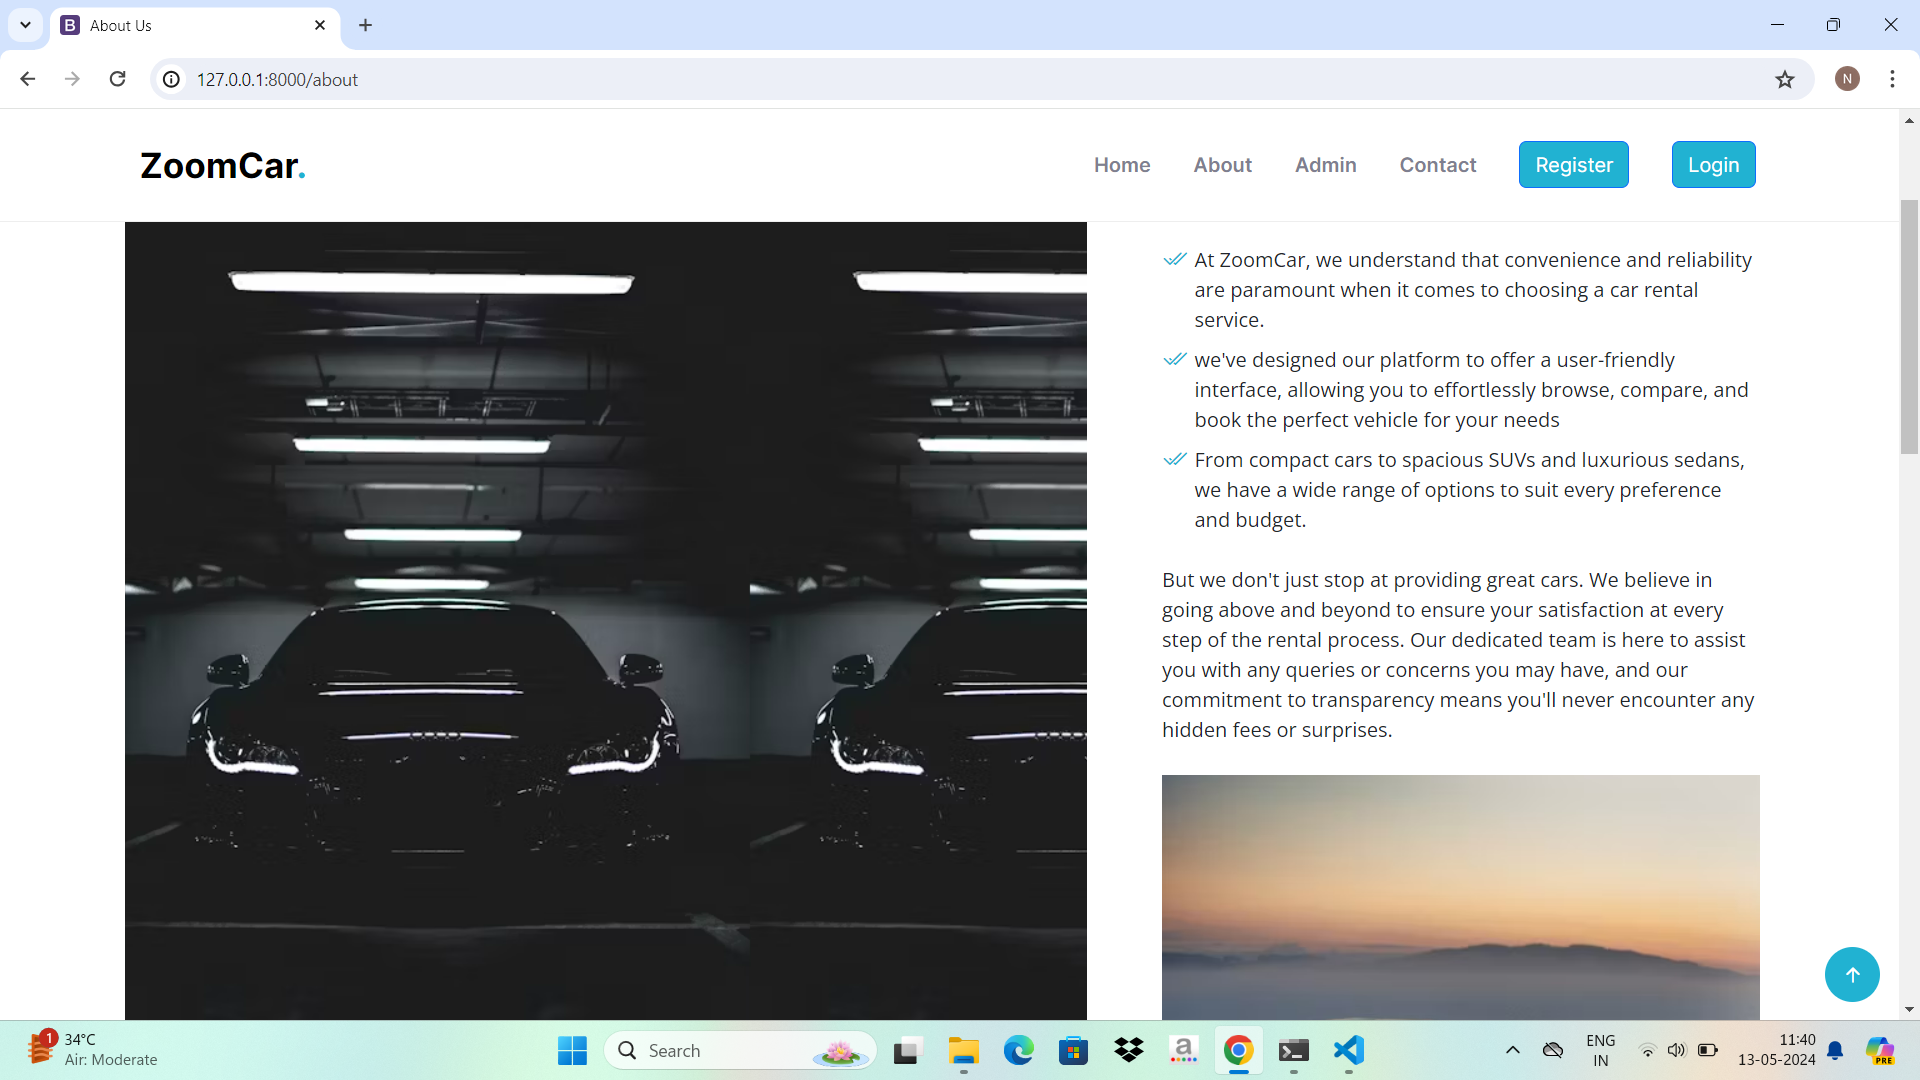 About Us
127.0.0.1:8000/about
N
ZoomCar.
Home About Admin Contact Register Login
At ZoomCar, we understand that convenience and reliability
are paramount when it comes to choosing a car rental
service.
we've designed our platform to offer a user-friendly
interface, allowing you to effortlessly browse, compare, and
book the perfect vehicle for your needs
From compact cars to spacious SUVs and luxurious sedans,
we have a wide range of options to suit every preference
and budget.
But we don't just stop at providing great cars. We believe in
going above and beyond to ensure your satisfaction at every
step of the rental process. Our dedicated team is here to assist
you with any queries or concerns you may have, and our
commitment to transparency means you'll never encounter any
hidden fees or surprises.
1
34°C
Air: Moderate
Search
a
ENG
IN
11:40
13-05-2024
PRE